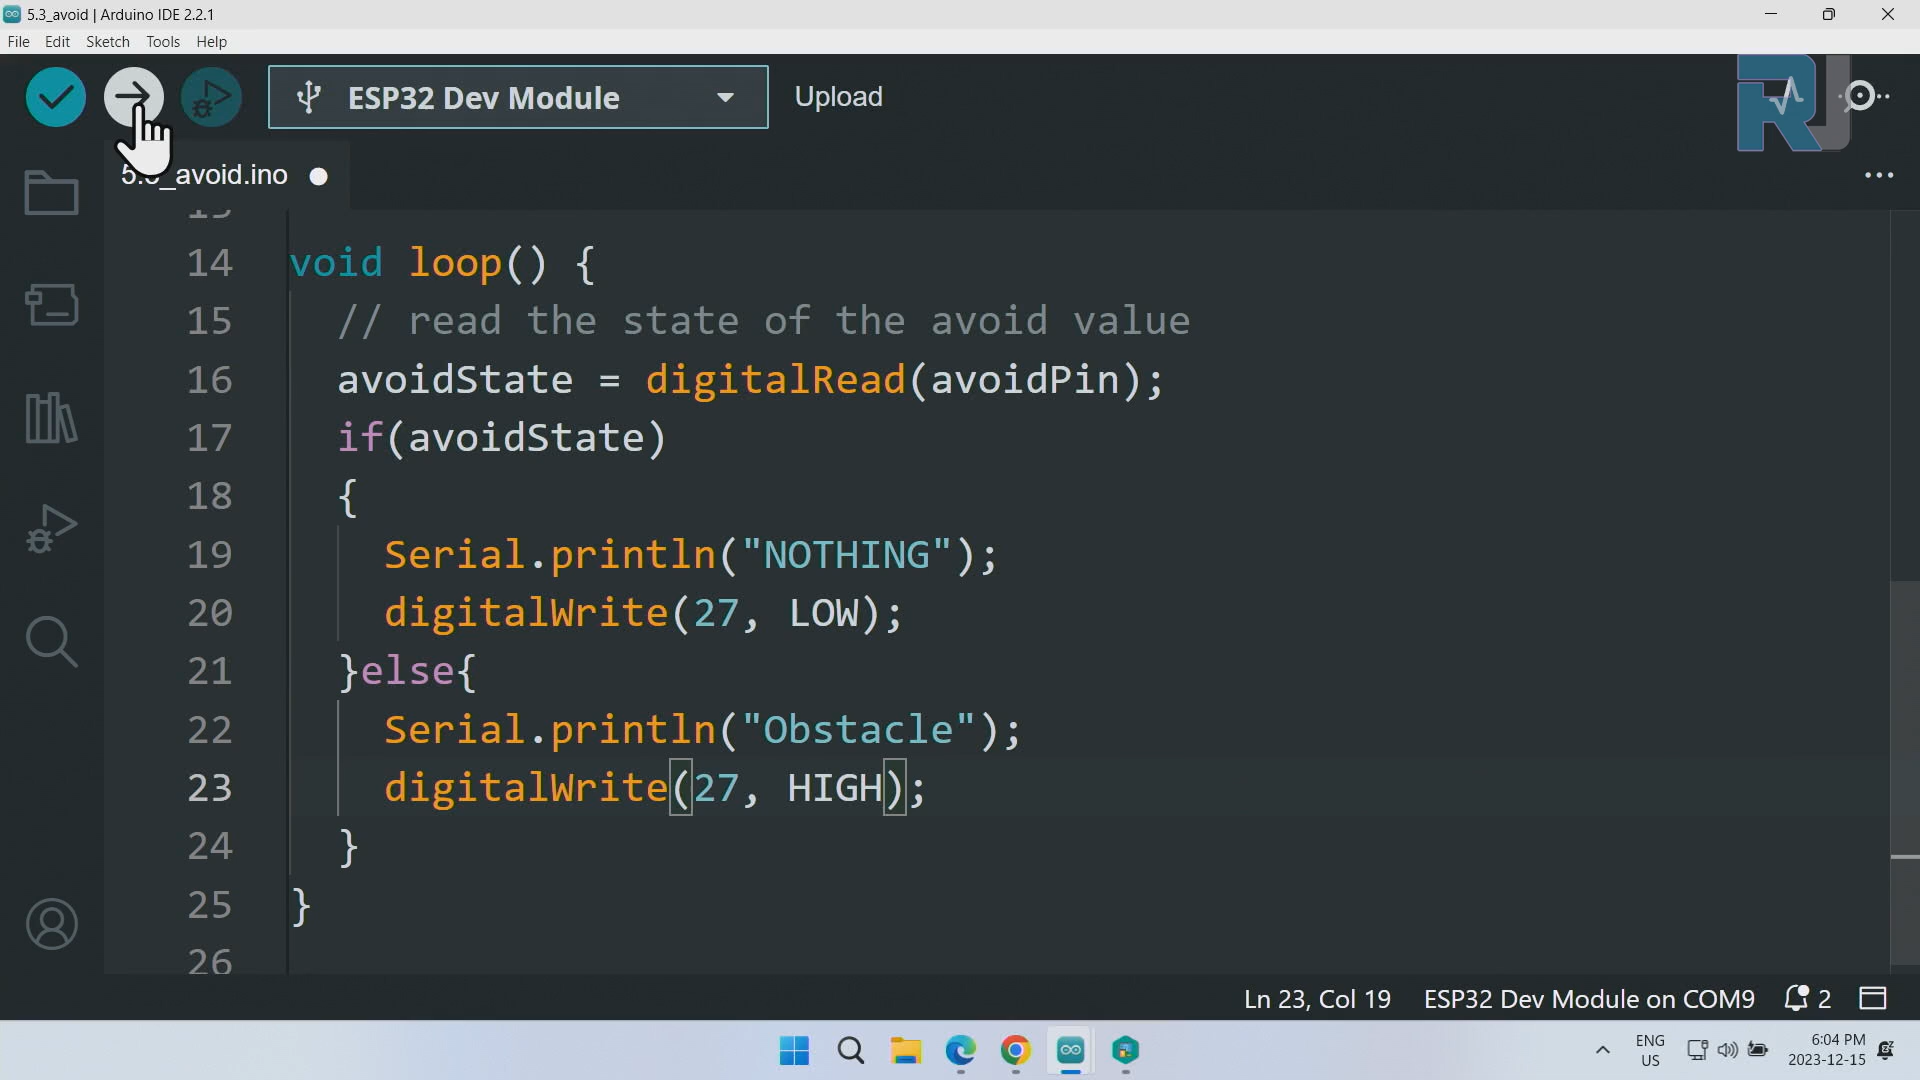 5.3_avoid | Arduino IDE 2.2.1
File Edit Sketch Tools Help
ESP32 Dev Module
Upload
RJ
_avoid.ino
14 void loop() {
15 // read the state of the avoid value
16 avoidState = digitalRead(avoidPin);
17 if(avoidState)
18 {
19 Serial.println("NOTHING");
20 digitalWrite(27, LOW);
21 }else{
22 Serial.println("Obstacle");
23 digitalWrite(27, HIGH);
24 }
25 }
26
Ln 23, Col 19 ESP32 Dev Module on COM9 2
ENG
US
6:04 PM
2023-12-15